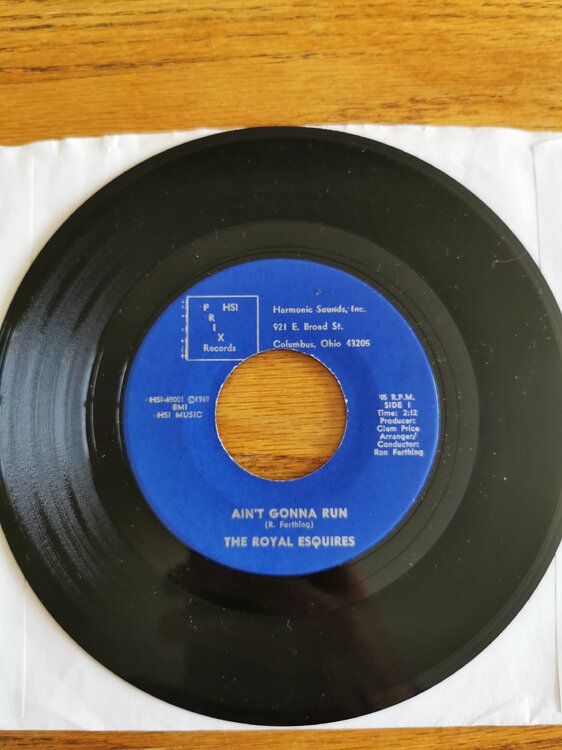 P HSI
R
I
X
Records
Harmonic Sounds, Inc.
921 E. Broad St.
Columbus, Ohio 43205
HSI-69001 ©1969
BMI
HSI MUSIC
45 R.P.M.
SIDE 1
Time: 2:12
Producer:
Clem Price
Arranger/
Conductor:
Ron Farthing
AIN'T GONNA RUN
(R. Farthing)
THE ROYAL ESQUIRES